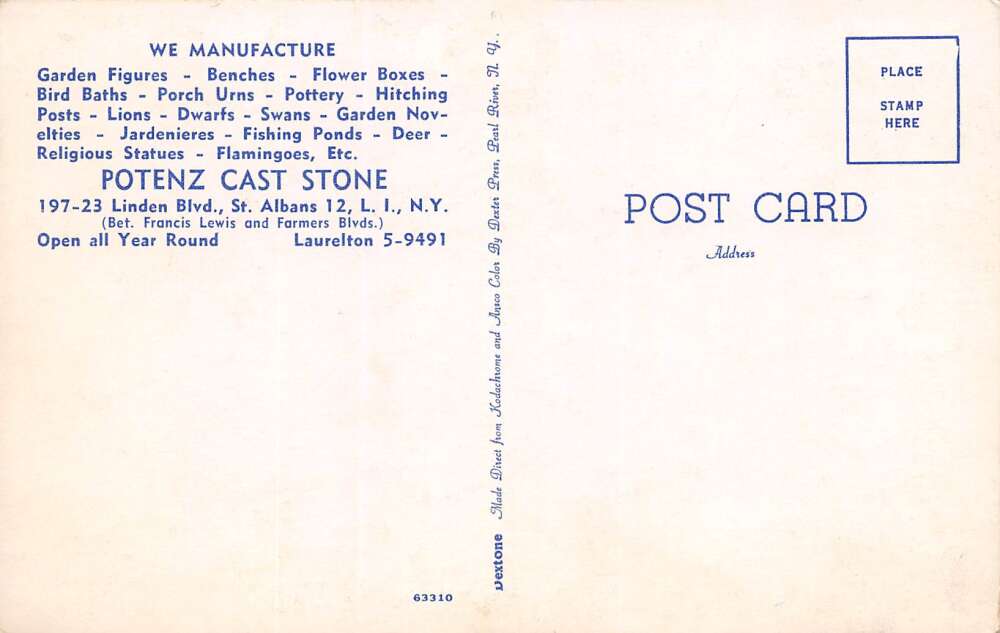 WE MANUFACTURE
Garden Figures - Benches - Flower Boxes -
Bird Baths - Porch Urns - Pottery - Hitching
Posts - Lions - Dwarfs - Swans - Garden Nov-
elties - Jardenieres - Fishing Ponds - Deer -
Religious Statues - Flamingoes, Etc.
POTENZ CAST STONE
197-23 Linden Blvd., St. Albans 12, L. I., N.Y.
(Bet. Francis Lewis and Farmers Blvds.)
Open all Year Round Laurelton 5-9491
63310
Dextone Made Direct from Kodachrome and Ansco Color By Dexter Press, Pearl River, N. Y.
PLACE
STAMP
HERE
POST CARD
Address